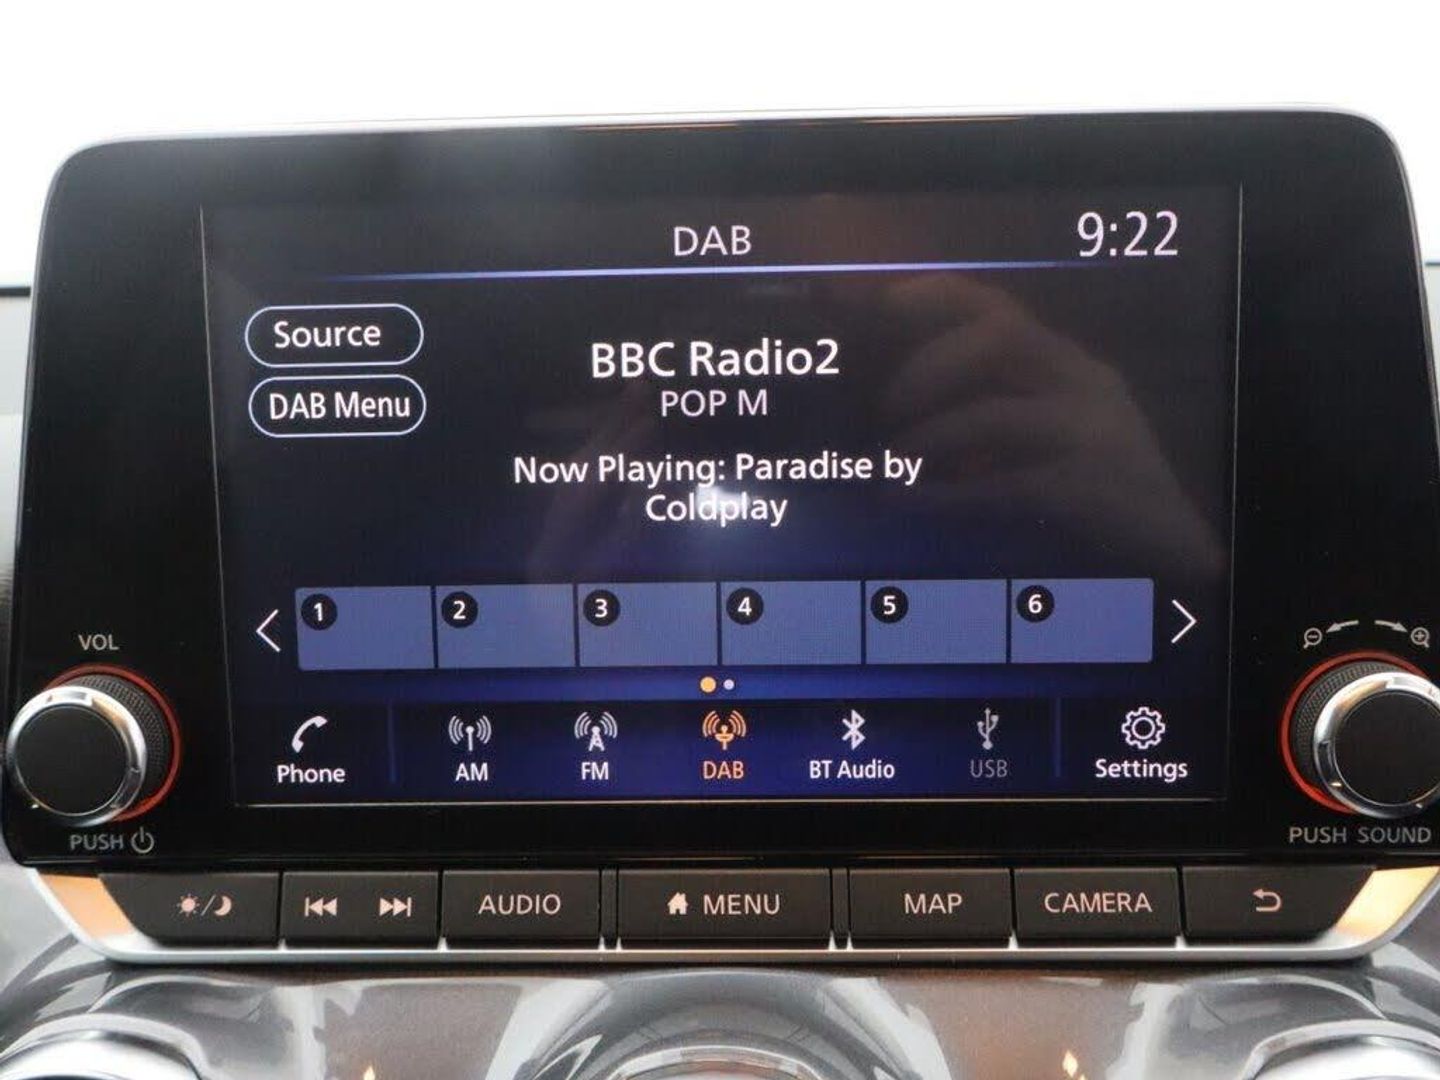 DAB
9:22
Source
DAB Menu
BBC Radio2
POP M
Now Playing: Paradise by
Coldplay
1 2 3 4 5 6
VOL
PUSH
Phone AM FM DAB BT Audio USB Settings
PUSH SOUND
AUDIO MENU MAP CAMERA